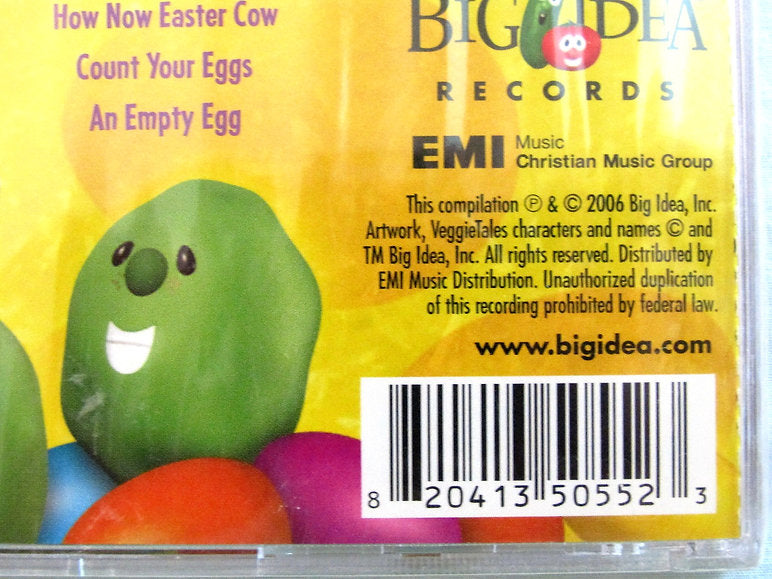 How Now Easter Cow
Count Your Eggs
An Empty Egg
BIG IDEA
RECORDS
EMI Music
Christian Music Group
This compilation ℗ & © 2006 Big Idea, Inc.
Artwork, VeggieTales characters and names © and
TM Big Idea, Inc. All rights reserved. Distributed by
EMI Music Distribution. Unauthorized duplication
of this recording prohibited by federal law.
www.bigidea.com
8 20413 50552 3